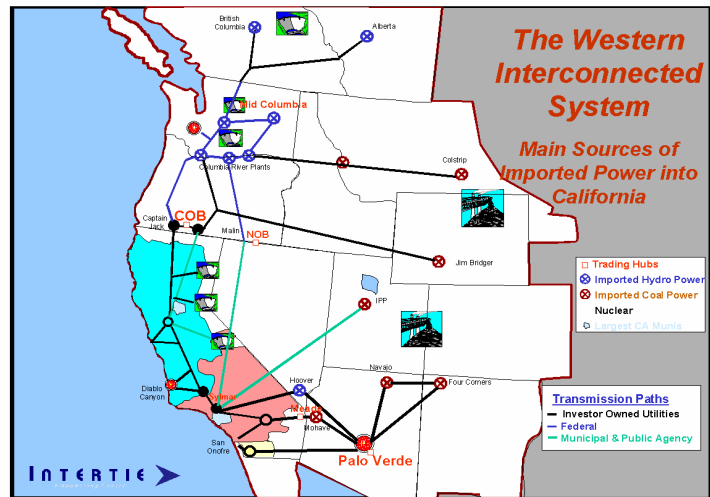 British
Columbia
Alberta
The Western
Interconnected
System
Main Sources of
Imported Power into
California
Mid Columbia
Columbia River Plants
Colstrip
Captain
Jack
COB
Malin
NOB
Jim Bridger
IPP
Trading Hubs
Imported Hydro Power
Imported Coal Power
Nuclear
Largest CA Munis
Navajo
Four Corners
Hoover
Diablo
Canyon
Sylmar
Mead
Mohave
San
Onofre
Palo Verde
Transmission Paths
Investor Owned Utilities
Federal
Municipal & Public Agency
INTERTIE